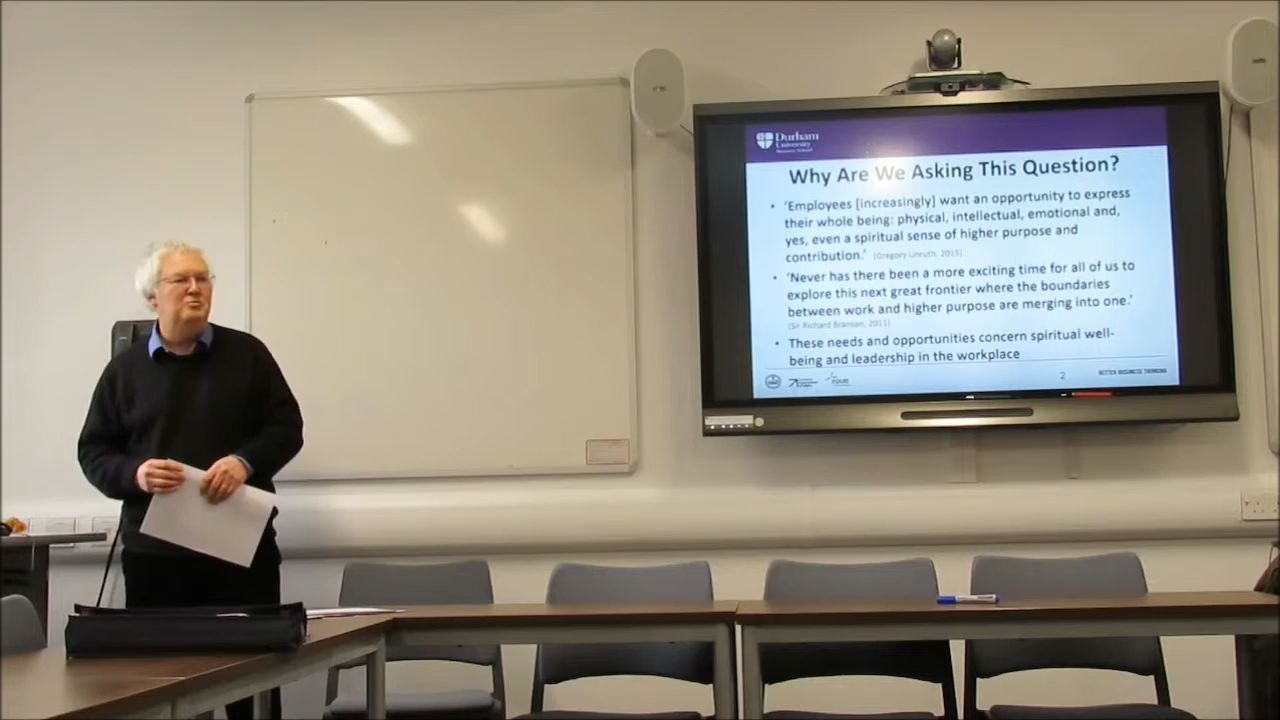 Durham
University
Business School
Why Are We Asking This Question?
• 'Employees [increasingly] want an opportunity to express
their whole being: physical, intellectual, emotional and,
yes, even a spiritual sense of higher purpose and
contribution.' (Gregory Unruth, 2015)
• 'Never has there been a more exciting time for all of us to
explore this next great frontier where the boundaries
between work and higher purpose are merging into one.'
(Sir Richard Branson, 2011)
• These needs and opportunities concern spiritual well-
being and leadership in the workplace
2
BETTER BUSINESS THINKING